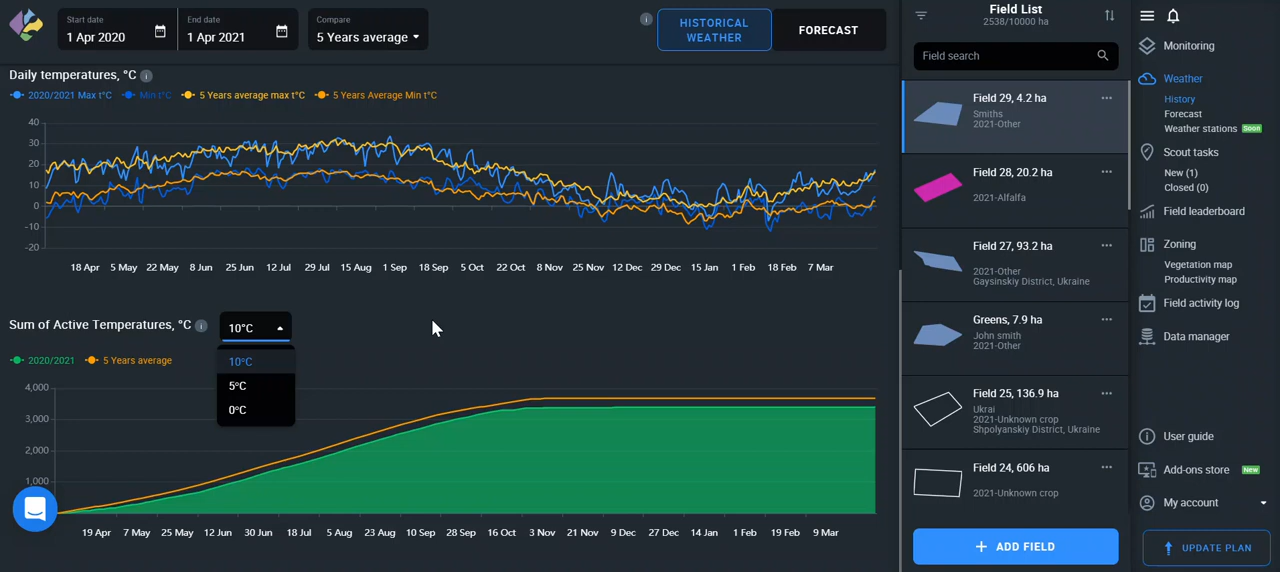 Start date
1 Apr 2020
End date
1 Apr 2021
Compare
5 Years average
i
HISTORICAL
WEATHER
FORECAST
Daily temperatures, °C i
2020/2021 Max t°C Min t°C 5 Years average max t°C 5 Years Average Min t°C
40
30
20
10
0
-10
-20
18 Apr 5 May 22 May 8 Jun 25 Jun 12 Jul 29 Jul 15 Aug 1 Sep 18 Sep 5 Oct 22 Oct 8 Nov 25 Nov 12 Dec 29 Dec 15 Jan 1 Feb 18 Feb 7 Mar
Sum of Active Temperatures, °C i
10°C
10°C
5°C
0°C
2020/2021 5 Years average
4,000
3,000
2,000
1,000
19 Apr 7 May 25 May 12 Jun 30 Jun 18 Jul 5 Aug 23 Aug 10 Sep 28 Sep 16 Oct 3 Nov 21 Nov 9 Dec 27 Dec 14 Jan 1 Feb 19 Feb 9 Mar
Field List
2538/10000 ha
Field search
Field 29, 4.2 ha
Smiths
2021-Other
Field 28, 20.2 ha
2021-Alfalfa
Field 27, 93.2 ha
2021-Other
Gaysinskiy District, Ukraine
Greens, 7.9 ha
John smith
2021-Other
Field 25, 136.9 ha
Ukrai
2021-Unknown crop
Shpolyanskiy District, Ukraine
Field 24, 606 ha
2021-Unknown crop
+ ADD FIELD
Monitoring
Weather
History
Forecast
Weather stations Soon
Scout tasks
New (1)
Closed (0)
Field leaderboard
Zoning
Vegetation map
Productivity map
Field activity log
Data manager
User guide
Add-ons store New
My account
UPDATE PLAN